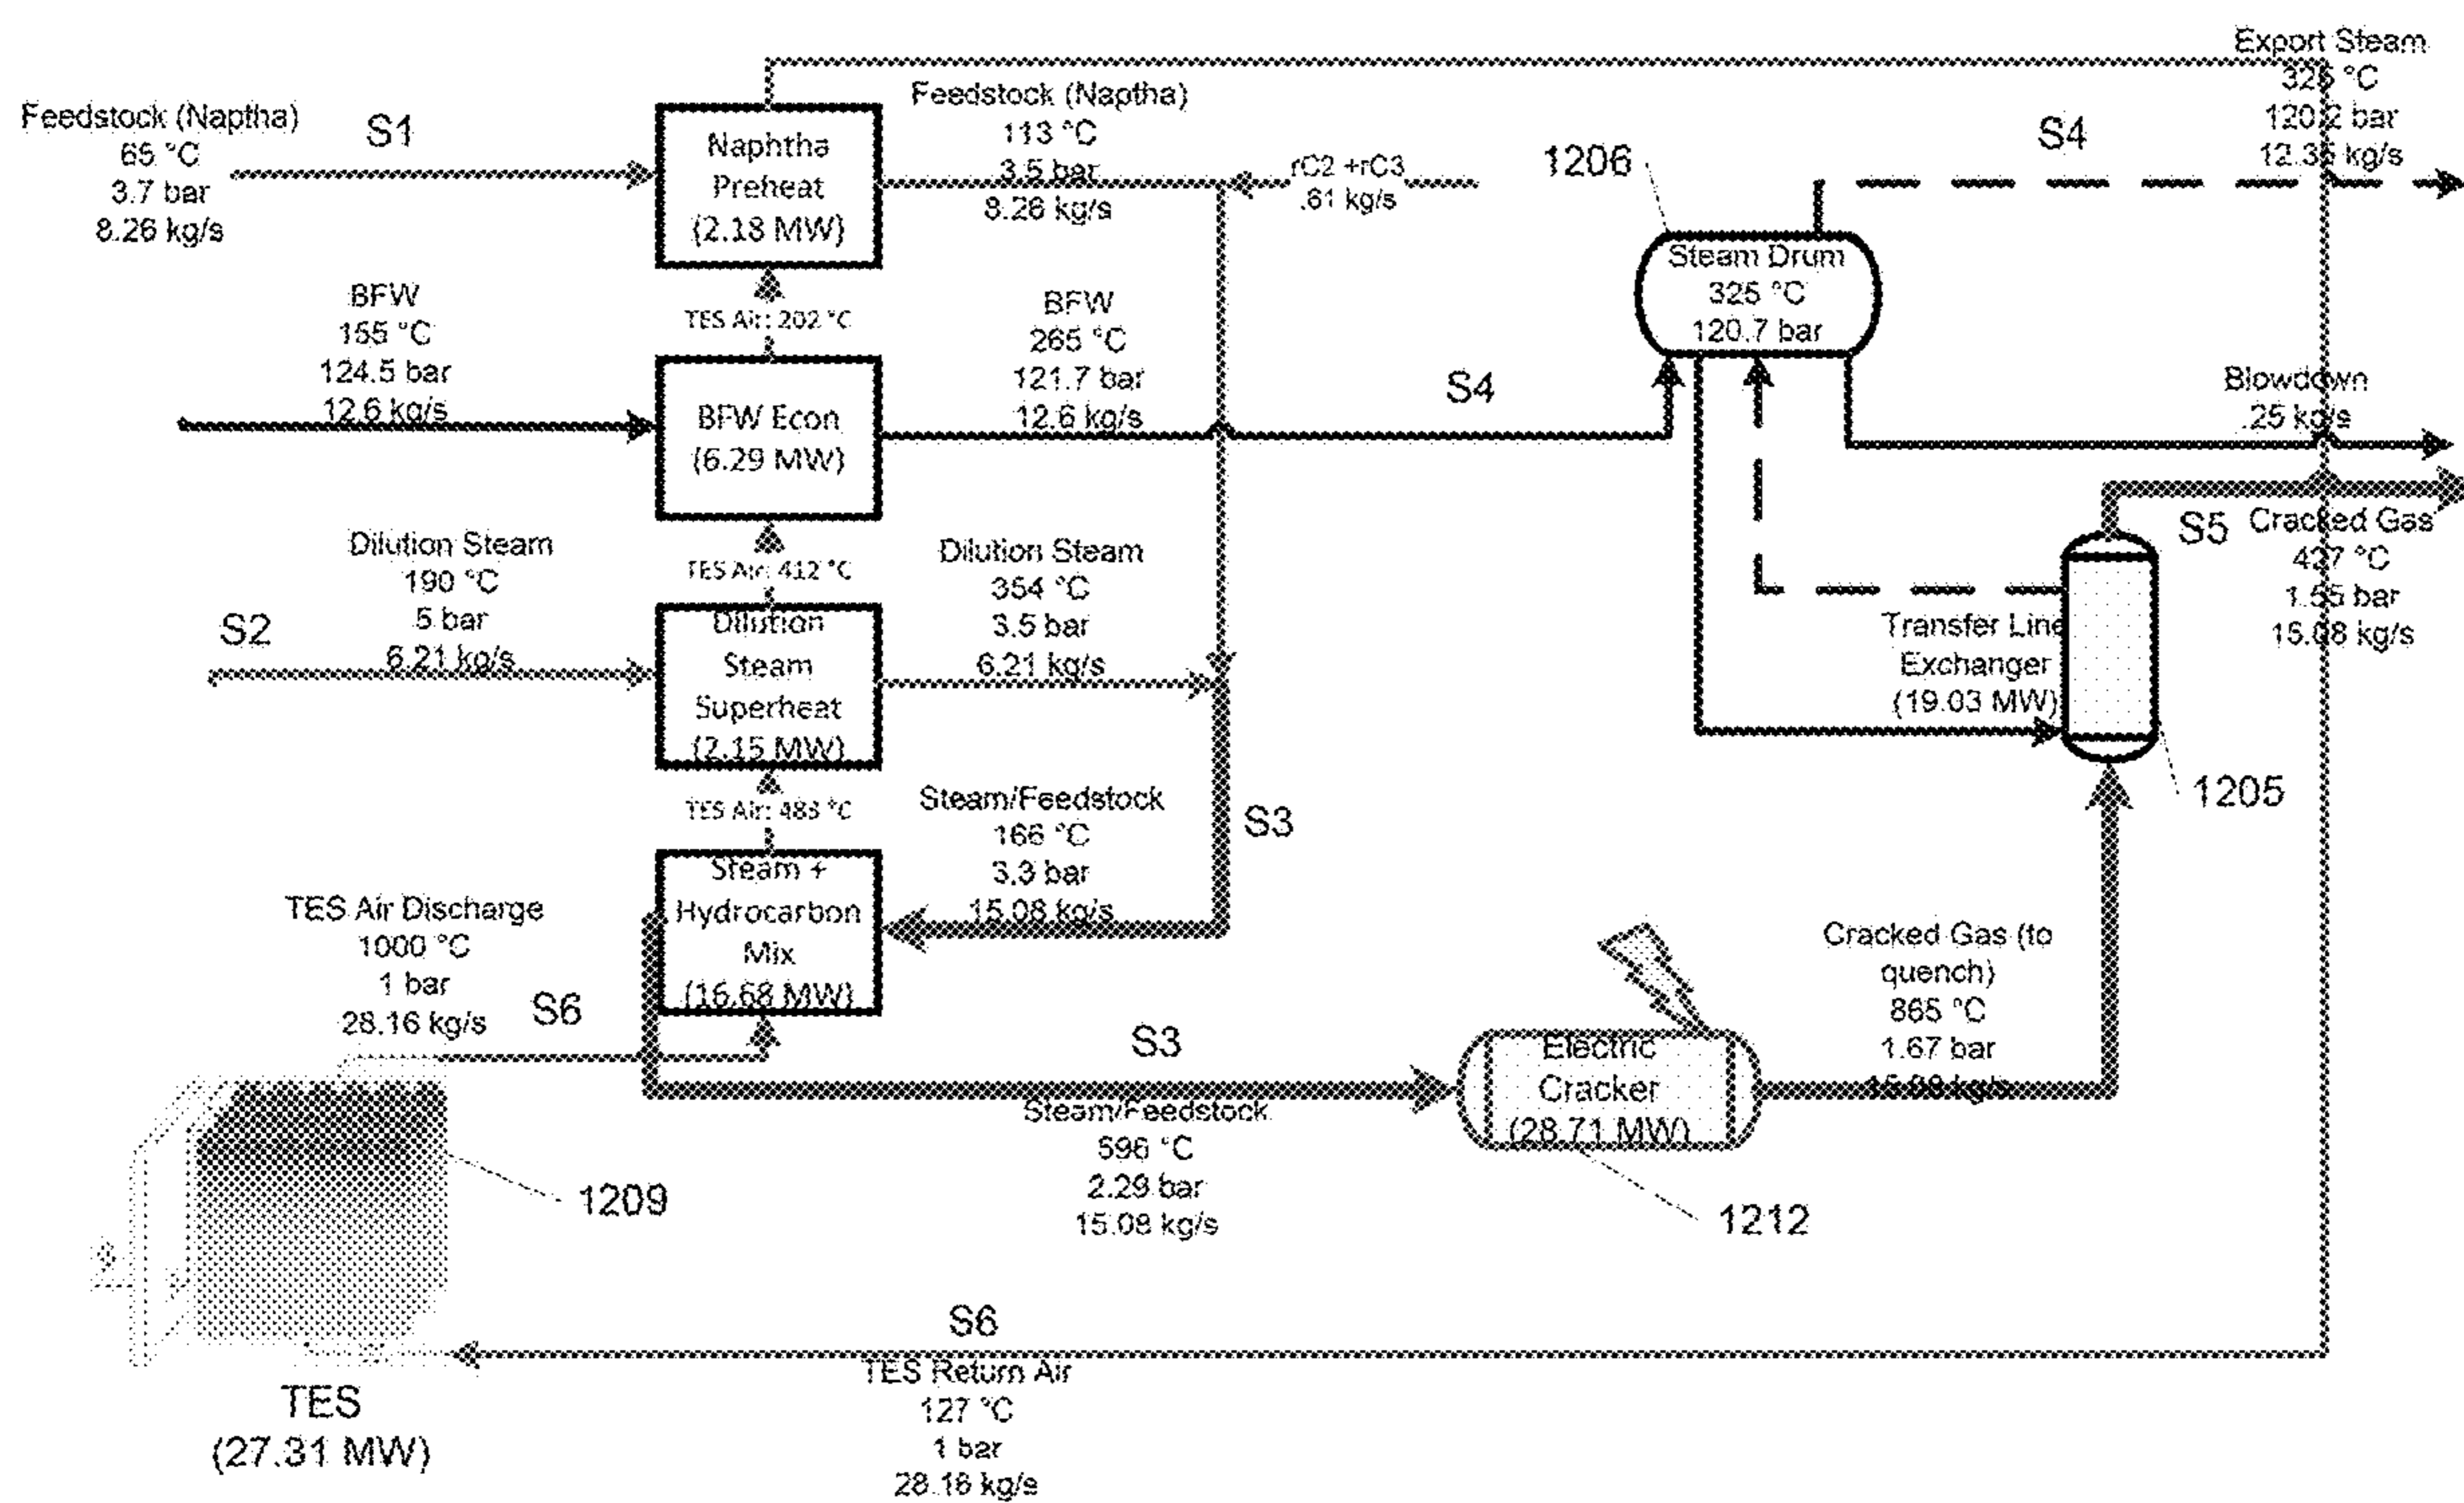 Feedstock (Naptha)
65 °C
3.7 bar
8.26 kg/s
S1
Naphtha
Preheat
(2.18 MW)
Feedstock (Naptha)
113 °C
3.5 bar
8.26 kg/s
rC2 +rC3
.61 kg/s
1206
S4
Export Steam
325 °C
120.2 bar
12.35 kg/s
Steam Drum
325 °C
120.7 bar
TES Air: 202 °C
BFW
155 °C
124.5 bar
12.6 kg/s
BFW Econ
(6.29 MW)
BFW
265 °C
121.7 bar
12.6 kg/s
S4
Blowdown
.25 kg/s
S5
Cracked Gas
427 °C
1.55 bar
15.08 kg/s
TES Air: 412 °C
Dilution Steam
190 °C
5 bar
6.21 kg/s
S2
Dilution
Steam
Superheat
(2.15 MW)
Dilution Steam
354 °C
3.5 bar
6.21 kg/s
Transfer Line
Exchanger
(19.03 MW)
1205
TES Air: 483 °C
Steam/Feedstock
166 °C
3.3 bar
15.08 kg/s
S3
Steam +
Hydrocarbon
Mix
(16.68 MW)
TES Air Discharge
1000 °C
1 bar
28.16 kg/s
S6
S3
Steam/Feedstock
596 °C
2.29 bar
15.08 kg/s
Electric
Cracker
(28.71 MW)
1212
Cracked Gas (to
quench)
865 °C
1.67 bar
15.08 kg/s
1209
TES
(27.31 MW)
S6
TES Return Air
127 °C
1 bar
28.16 kg/s